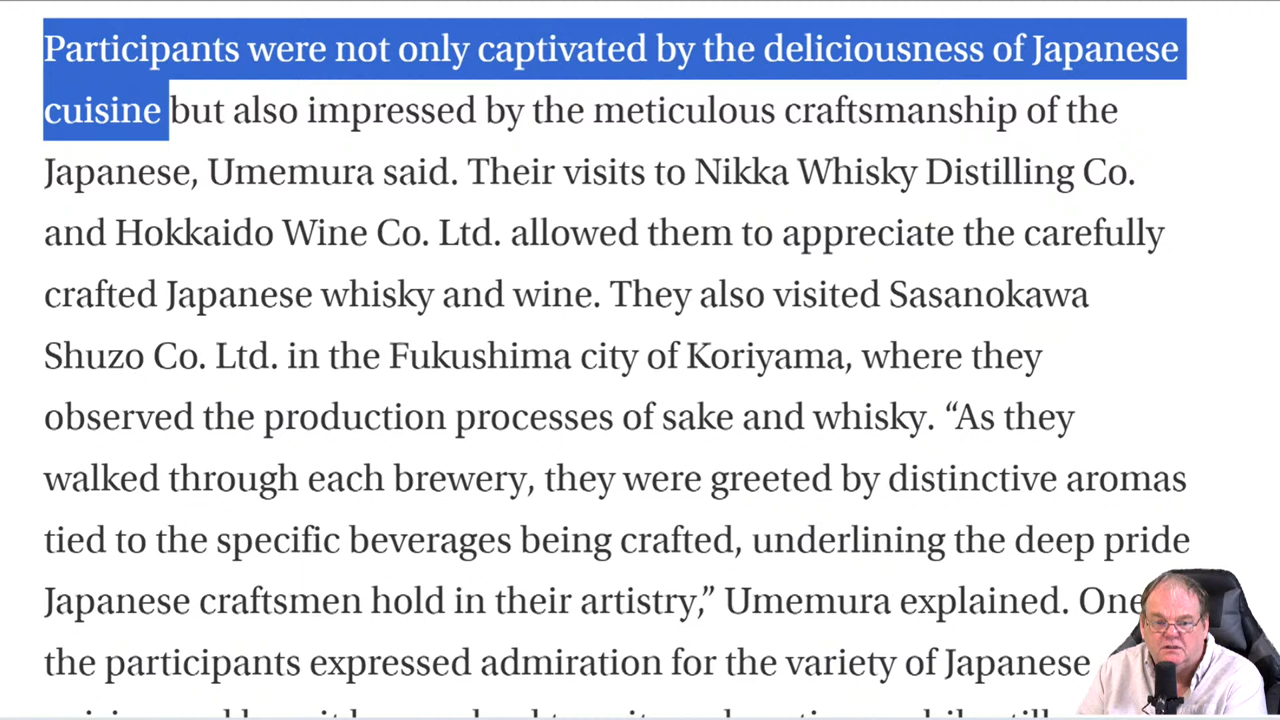 Participants were not only captivated by the deliciousness of Japanese
cuisine but also impressed by the meticulous craftsmanship of the
Japanese, Umemura said. Their visits to Nikka Whisky Distilling Co.
and Hokkaido Wine Co. Ltd. allowed them to appreciate the carefully
crafted Japanese whisky and wine. They also visited Sasanokawa
Shuzo Co. Ltd. in the Fukushima city of Koriyama, where they
observed the production processes of sake and whisky. “As they
walked through each brewery, they were greeted by distinctive aromas
tied to the specific beverages being crafted, underlining the deep pride
Japanese craftsmen hold in their artistry,” Umemura explained. One
the participants expressed admiration for the variety of Japanese